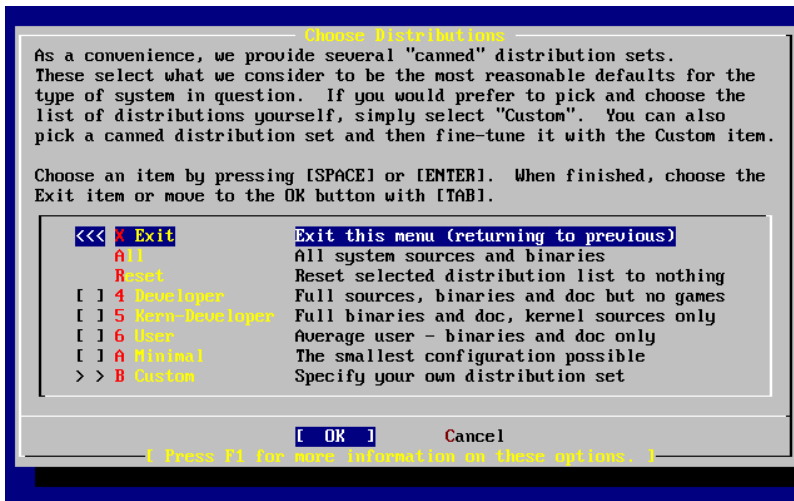 Choose Distributions
As a convenience, we provide several "canned" distribution sets.
These select what we consider to be the most reasonable defaults for the
type of system in question.  If you would prefer to pick and choose the
list of distributions yourself, simply select "Custom".  You can also
pick a canned distribution set and then fine-tune it with the Custom item.
Choose an item by pressing [SPACE] or [ENTER].  When finished, choose the
Exit item or move to the OK button with [TAB].
<<< X Exit Exit this menu (returning to previous)
All All system sources and binaries
Reset Reset selected distribution list to nothing
[ ] 4 Developer Full sources, binaries and doc but no games
[ ] 5 Kern-Developer Full binaries and doc, kernel sources only
[ ] 6 User Average user - binaries and doc only
[ ] A Minimal The smallest configuration possible
> > B Custom Specify your own distribution set
[ OK ] Cancel
[ Press F1 for more information on these options. ]